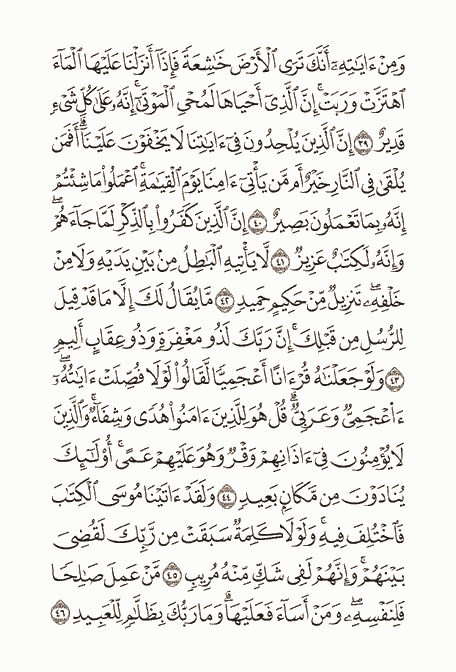 وَمِنْ ءَايَٰتِهِۦٓ أَنَّكَ تَرَى ٱلْأَرْضَ خَٰشِعَةً فَإِذَآ أَنزَلْنَا عَلَيْهَا ٱلْمَآءَ
ٱهْتَزَّتْ وَرَبَتْ ۚ إِنَّ ٱلَّذِىٓ أَحْيَاهَا لَمُحْىِ ٱلْمَوْتَىٰٓ ۚ إِنَّهُۥ عَلَىٰ كُلِّ شَىْءٍ
قَدِيرٌ ٣٩ إِنَّ ٱلَّذِينَ يُلْحِدُونَ فِىٓ ءَايَٰتِنَا لَا يَخْفَوْنَ عَلَيْنَآ ۗ أَفَمَن
يُلْقَىٰ فِى ٱلنَّارِ خَيْرٌ أَم مَّن يَأْتِىٓ ءَامِنًا يَوْمَ ٱلْقِيَٰمَةِ ۚ ٱعْمَلُوا۟ مَا شِئْتُمْ ۖ
إِنَّهُۥ بِمَا تَعْمَلُونَ بَصِيرٌ ٤٠ إِنَّ ٱلَّذِينَ كَفَرُوا۟ بِٱلذِّكْرِ لَمَّا جَآءَهُمْ ۖ
وَإِنَّهُۥ لَكِتَٰبٌ عَزِيزٌ ٤١ لَّا يَأْتِيهِ ٱلْبَٰطِلُ مِنۢ بَيْنِ يَدَيْهِ وَلَا مِنْ
خَلْفِهِۦ ۖ تَنزِيلٌ مِّنْ حَكِيمٍ حَمِيدٍ ٤٢ مَّا يُقَالُ لَكَ إِلَّا مَا قَدْ قِيلَ
لِلرُّسُلِ مِن قَبْلِكَ ۚ إِنَّ رَبَّكَ لَذُو مَغْفِرَةٍ وَذُو عِقَابٍ أَلِيمٍ
٤٣ وَلَوْ جَعَلْنَٰهُ قُرْءَانًا أَعْجَمِيًّا لَّقَالُوا۟ لَوْلَا فُصِّلَتْ ءَايَٰتُهُۥٓ ۖ
ءَا۬عْجَمِىٌّ وَعَرَبِىٌّ ۗ قُلْ هُوَ لِلَّذِينَ ءَامَنُوا۟ هُدًى وَشِفَآءٌ ۖ وَٱلَّذِينَ
لَا يُؤْمِنُونَ فِىٓ ءَاذَانِهِمْ وَقْرٌ وَهُوَ عَلَيْهِمْ عَمًى ۚ أُو۟لَٰٓئِكَ
يُنَادَوْنَ مِن مَّكَانٍۭ بَعِيدٍ ٤٤ وَلَقَدْ ءَاتَيْنَا مُوسَى ٱلْكِتَٰبَ
فَٱخْتُلِفَ فِيهِ ۗ وَلَوْلَا كَلِمَةٌ سَبَقَتْ مِن رَّبِّكَ لَقُضِىَ
بَيْنَهُمْ ۚ وَإِنَّهُمْ لَفِى شَكٍّ مِّنْهُ مُرِيبٍ ٤٥ مَّنْ عَمِلَ صَٰلِحًا
فَلِنَفْسِهِۦ ۖ وَمَنْ أَسَآءَ فَعَلَيْهَا ۗ وَمَا رَبُّكَ بِظَلَّٰمٍ لِّلْعَبِيدِ ٤٦